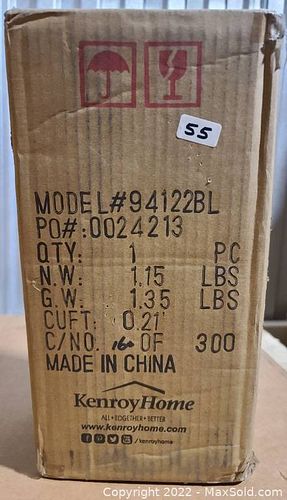 55
MODEL#94122BL
PO#:0024213
QTY: 1 PC
N.W: 1.15 LBS
G.W: 1.35 LBS
CUFT: 0.21'
C/NO. 160 OF 300
MADE IN CHINA
KenroyHome
ALL•TOGETHER•BETTER
www.kenroyhome.com
/kenroyhome
Copyright © 2022 - MaxSold.com